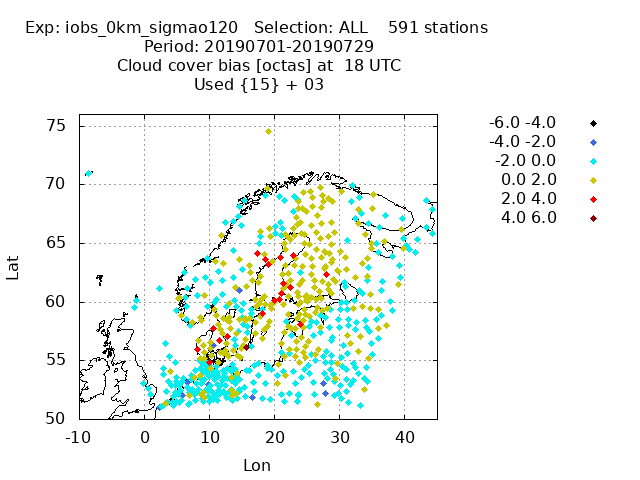 Exp: iobs_0km_sigmao120   Selection: ALL    591 stations
Period: 20190701-20190729
Cloud cover bias [octas] at  18 UTC
Used {15} + 03
-6.0 -4.0
-4.0 -2.0
-2.0 0.0
0.0 2.0
2.0 4.0
4.0 6.0
75
70
65
60
55
50
Lat
-10 0 10 20 30 40
Lon